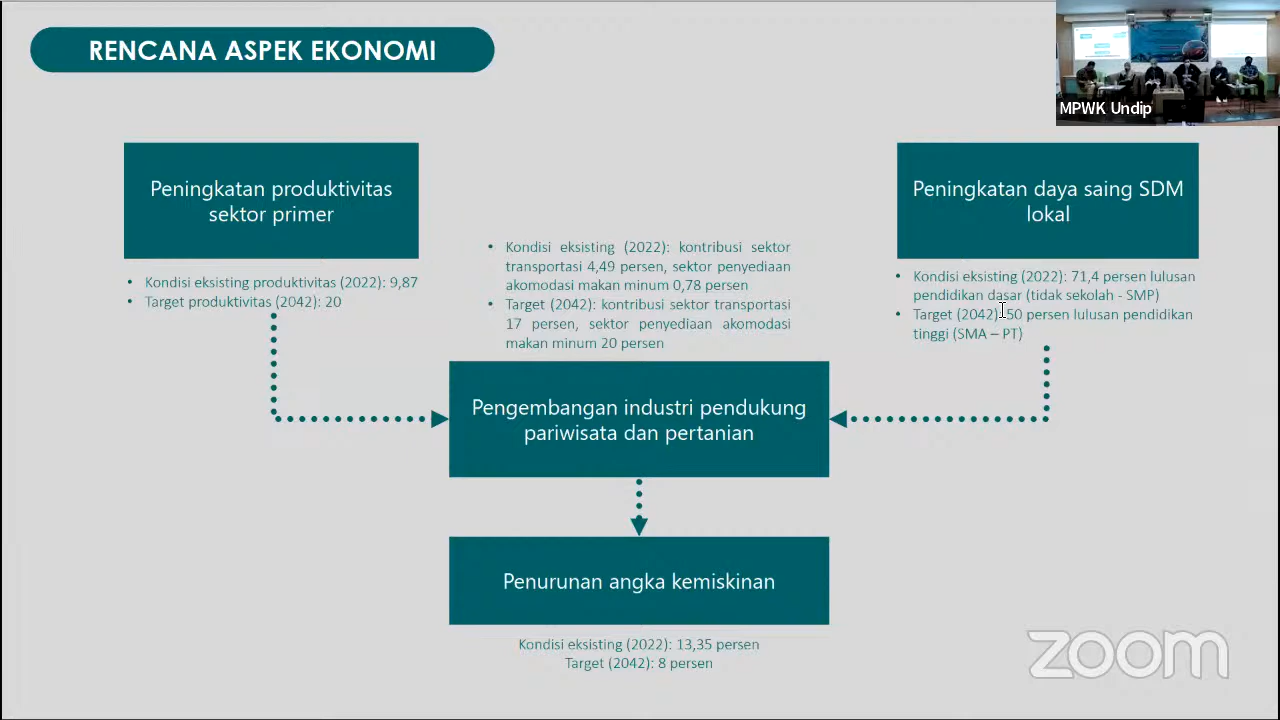 RENCANA ASPEK EKONOMI
MPWK Undip
Peningkatan produktivitas
sektor primer
• Kondisi eksisting produktivitas (2022): 9,87
• Target produktivitas (2042): 20
• Kondisi eksisting (2022): kontribusi sektor
transportasi 4,49 persen, sektor penyediaan
akomodasi makan minum 0,78 persen
• Target (2042): kontribusi sektor transportasi
17 persen, sektor penyediaan akomodasi
makan minum 20 persen
Peningkatan daya saing SDM
lokal
• Kondisi eksisting (2022): 71,4 persen lulusan
pendidikan dasar (tidak sekolah - SMP)
• Target (2042): 50 persen lulusan pendidikan
tinggi (SMA – PT)
Pengembangan industri pendukung
pariwisata dan pertanian
Penurunan angka kemiskinan
Kondisi eksisting (2022): 13,35 persen
Target (2042): 8 persen
zoom